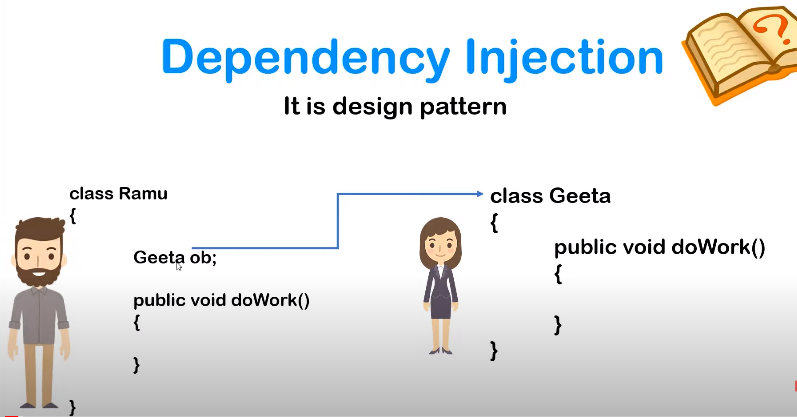 Dependency Injection
It is design pattern
class Ramu
{
Geeta ob;
public void doWork()
{
}
}
class Geeta
{
public void doWork()
{
}
}